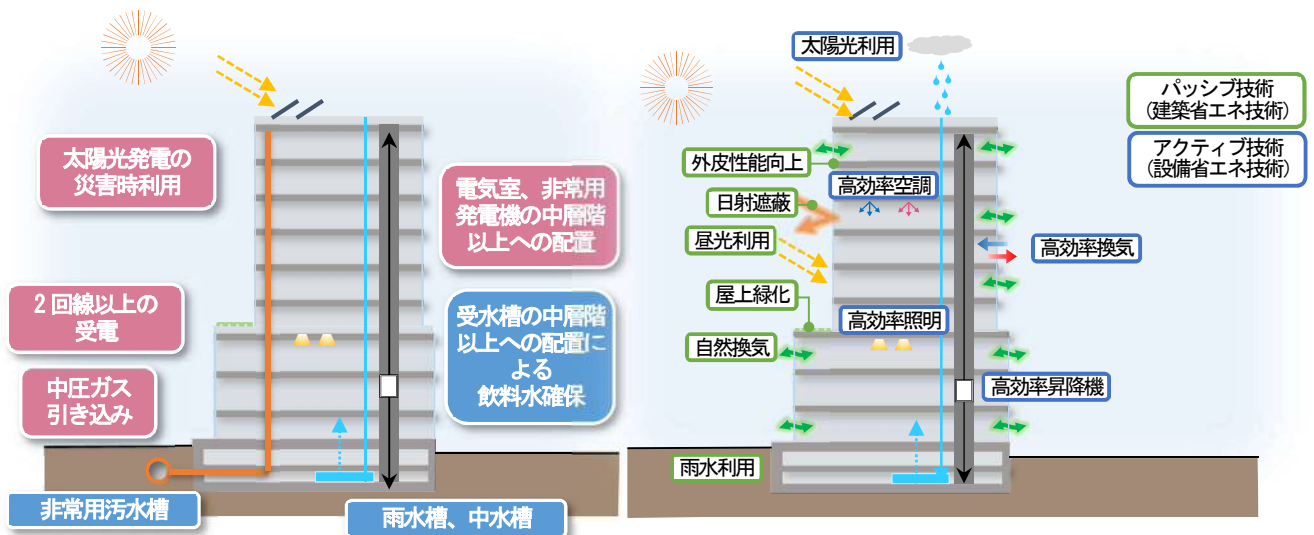 太陽光発電の
災害時利用
電気室、非常用
発電機の中層階
以上への配置
2回線以上の
受電
受水槽の中層階
以上への配置に
よる
飲料水確保
中圧ガス
引き込み
非常用汚水槽
雨水槽、中水槽
太陽光利用
パッシブ技術
(建築省エネ技術)
アクティブ技術
(設備省エネ技術)
外皮性能向上
高効率空調
日射遮蔽
昼光利用
高効率換気
屋上緑化
高効率照明
自然換気
高効率昇降機
雨水利用